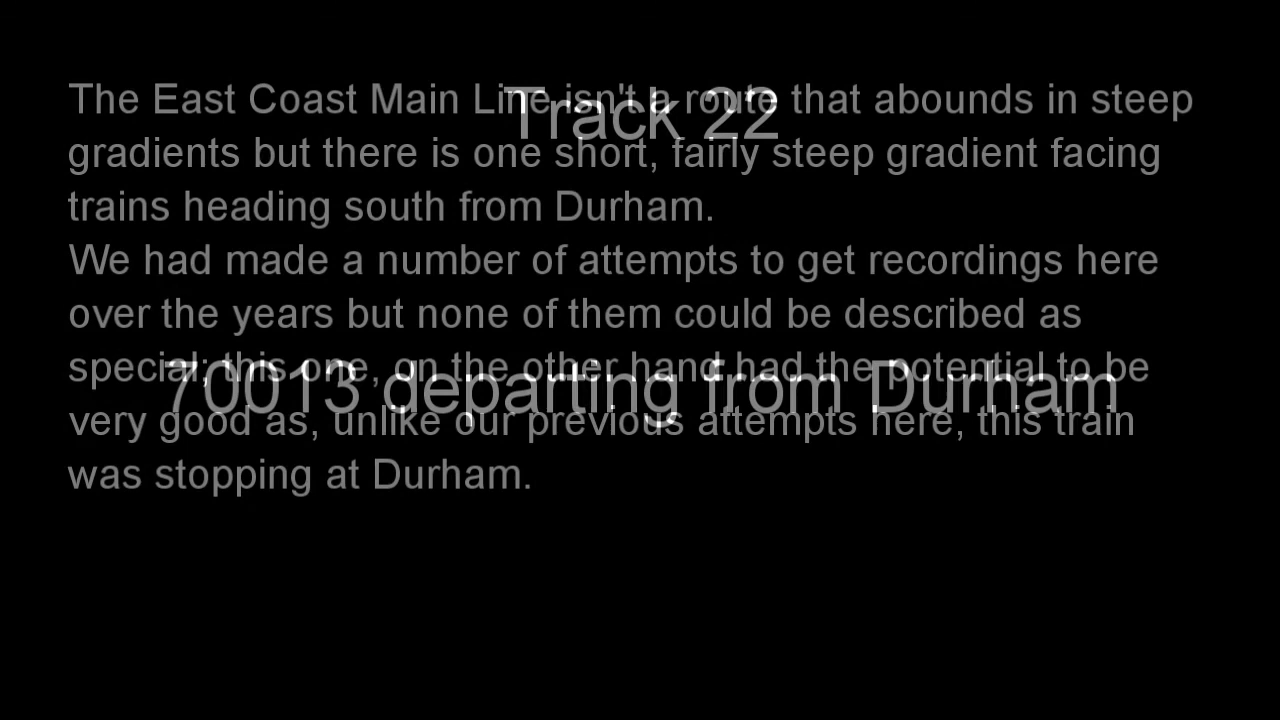 Track 22
70013 departing from Durham
The East Coast Main Line isn't a route that abounds in steep
gradients but there is one short, fairly steep gradient facing
trains heading south from Durham.
We had made a number of attempts to get recordings here
over the years but none of them could be described as
special; this one, on the other hand had the potential to be
very good as, unlike our previous attempts here, this train
was stopping at Durham.